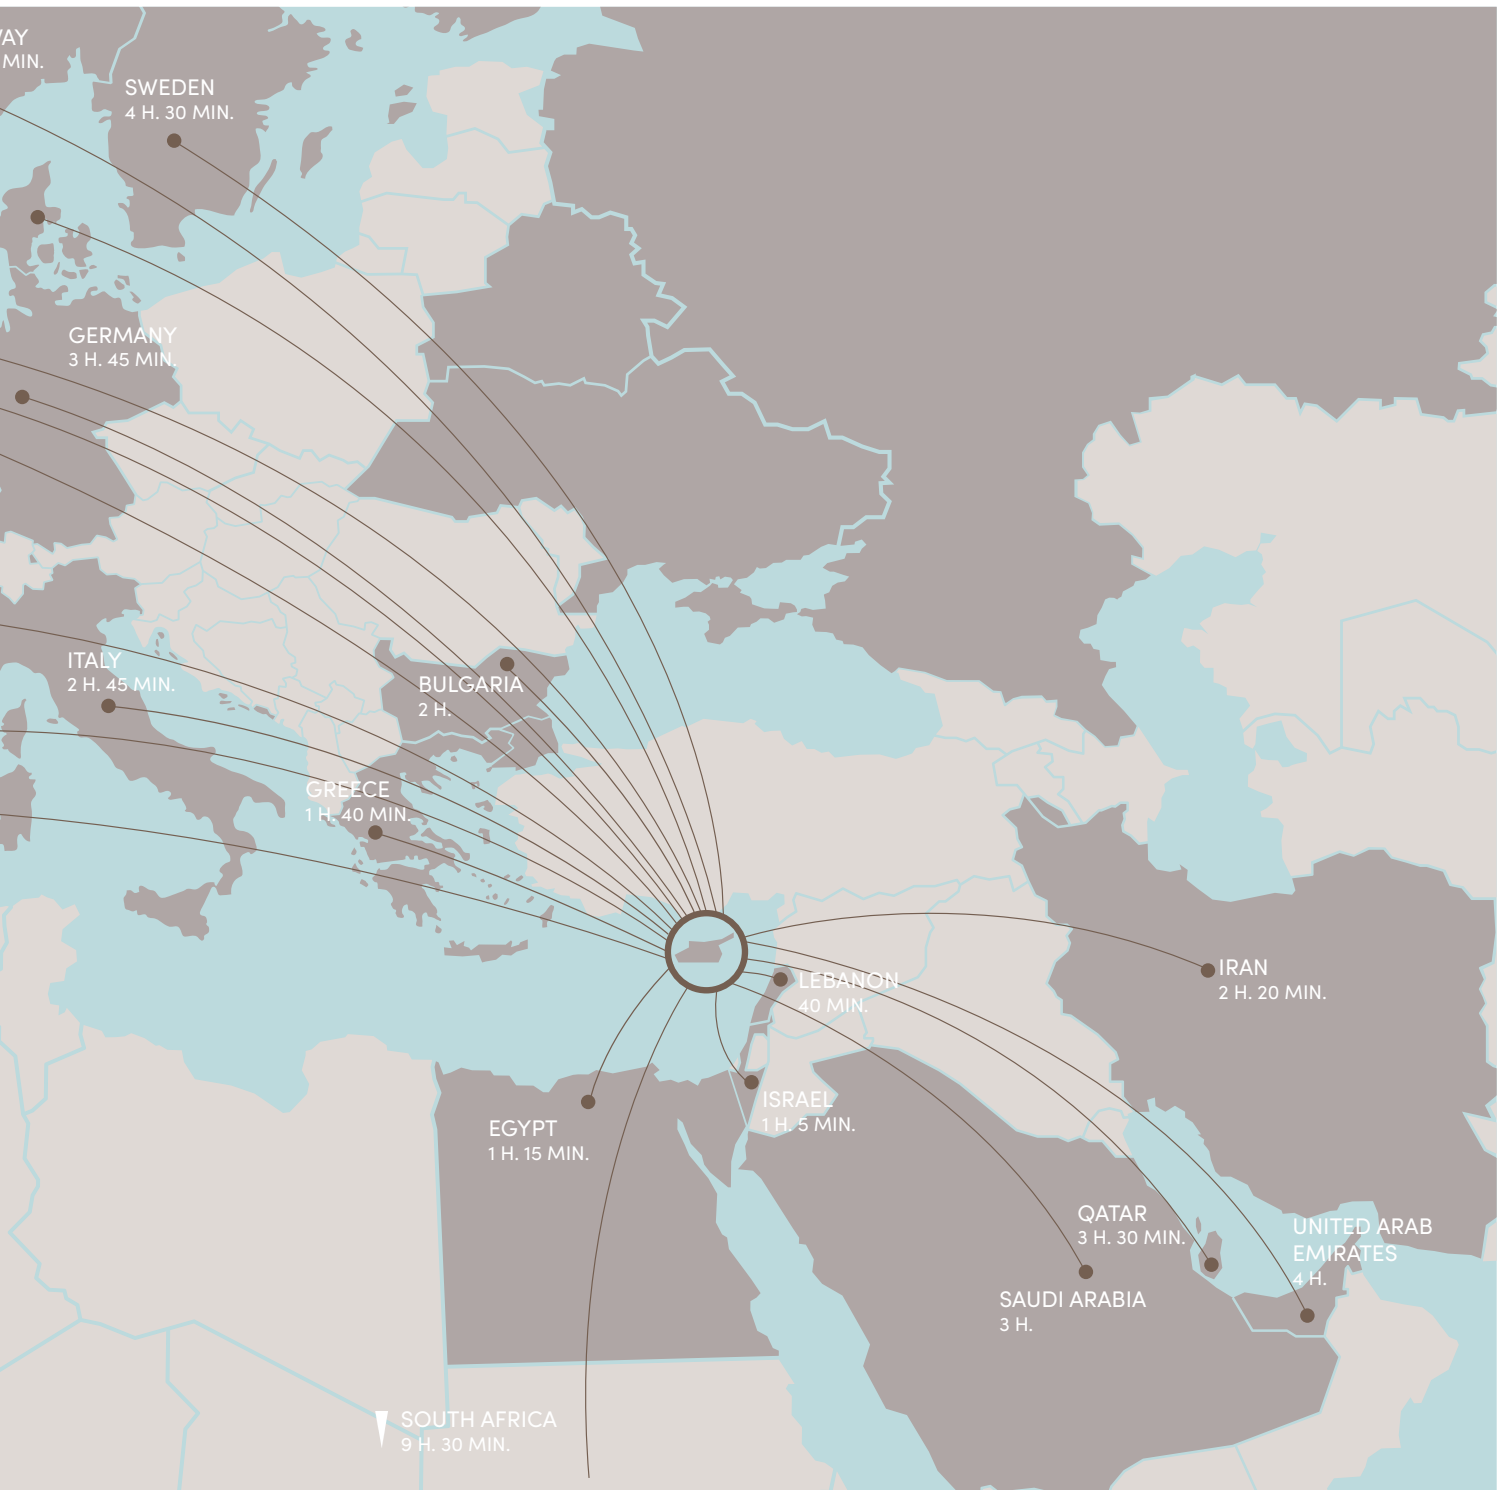 MIN.
SWEDEN
4 H. 30 MIN.
GERMANY
3 H. 45 MIN.
ITALY
2 H. 45 MIN.
BULGARIA
2 H.
GREECE
1 H. 40 MIN.
LEBANON
40 MIN.
IRAN
2 H. 20 MIN.
ISRAEL
1 H. 5 MIN.
EGYPT
1 H. 15 MIN.
QATAR
3 H. 30 MIN.
UNITED ARAB
EMIRATES
4 H.
SAUDI ARABIA
3 H.
SOUTH AFRICA
9 H. 30 MIN.